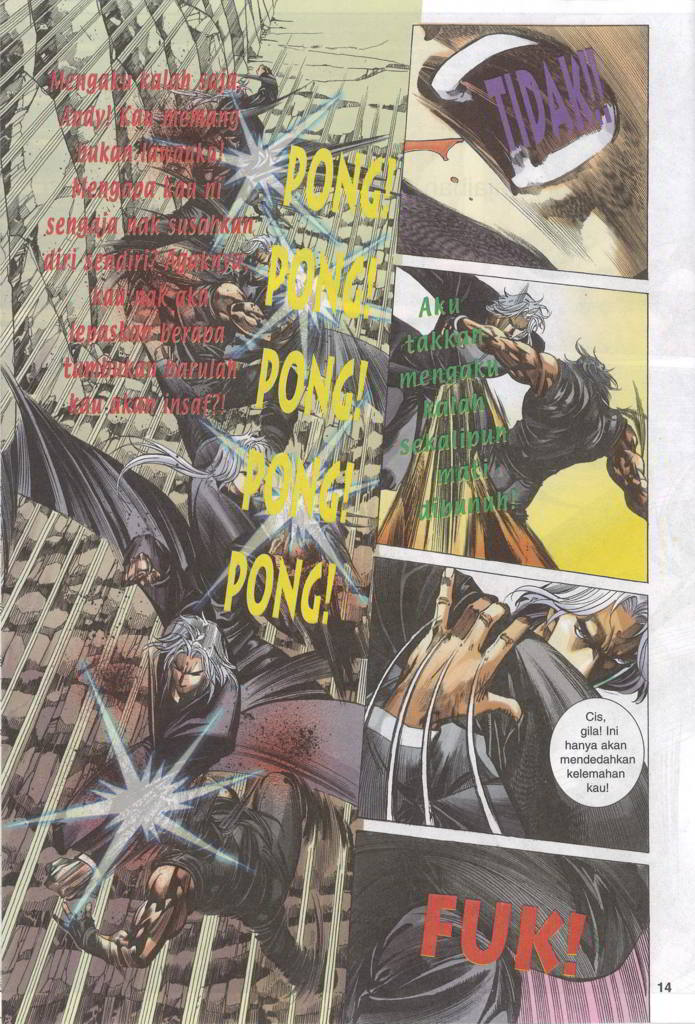 Mengaku kalah saja,
Andy! Kau memang
bukan lawanku!
Mengapa kau ni
sengaja nak susahkan
diri sendiri? Agaknya,
kau nak aku
lepaskan berapa
tumbukan barulah
kau akan insaf?!
PONG!
PONG!
PONG!
PONG!
PONG!
TIDAK!!
Aku
takkan
mengaku
kalah
sekalipun
mati
dibunuh!
Cis,
gila! Ini
hanya akan
mendedahkan
kelemahan
kau!
FUK!
14